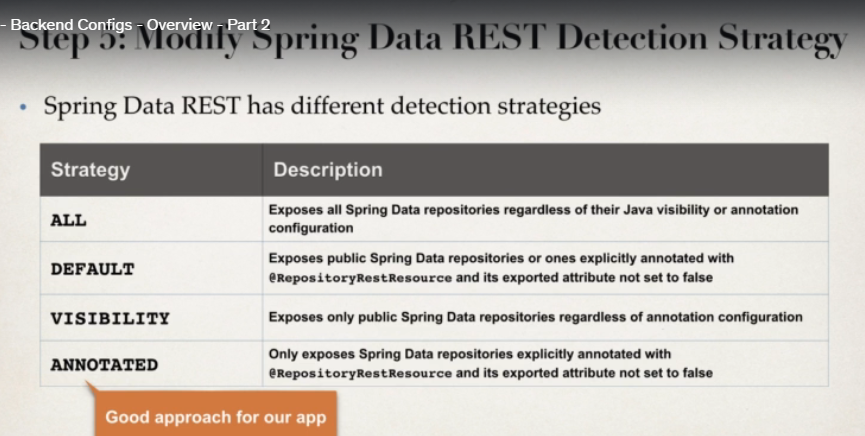 - Backend Configs - Overview - Part 2
Step 5: Modify Spring Data REST Detection Strategy
• Spring Data REST has different detection strategies
Strategy Description
ALL Exposes all Spring Data repositories regardless of their Java visibility or annotation
configuration
DEFAULT Exposes public Spring Data repositories or ones explicitly annotated with
@RepositoryRestResource and its exported attribute not set to false
VISIBILITY Exposes only public Spring Data repositories regardless of annotation configuration
ANNOTATED Only exposes Spring Data repositories explicitly annotated with
@RepositoryRestResource and its exported attribute not set to false
Good approach for our app